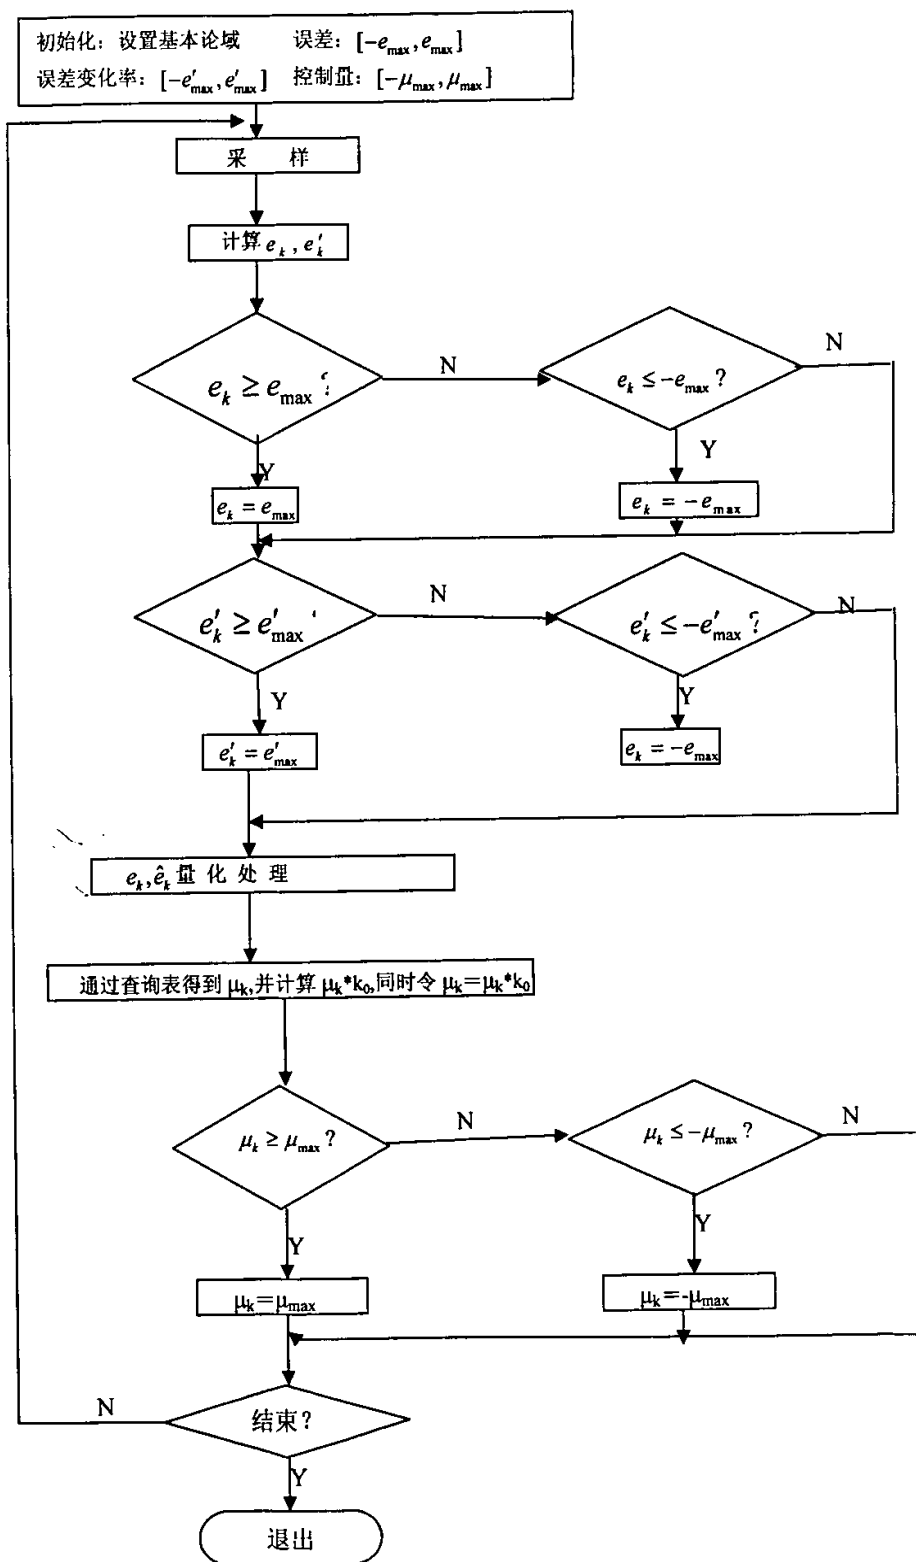 初始化：设置基本论域 误差：[-e_max, e_max]
误差变化率：[-e′_max, e′_max] 控制量：[-μ_max, μ_max]
采 样
计算 e_k , e′_k
e_k ≥ e_max ?
N
e_k ≤ -e_max ?
N
Y
Y
e_k = e_max
e_k = -e_max
e′_k ≥ e′_max
N
e′_k ≤ -e′_max ?
N
Y
Y
e′_k = e′_max
e_k = -e_max
e_k, ê_k 量 化 处 理
通过查询表得到 μ_k,并计算 μ_k*k_0,同时令 μ_k=μ_k*k_0
μ_k ≥ μ_max ?
N
μ_k ≤ -μ_max ?
N
Y
Y
μ_k=μ_max
μ_k=-μ_max
N
结束？
Y
退出